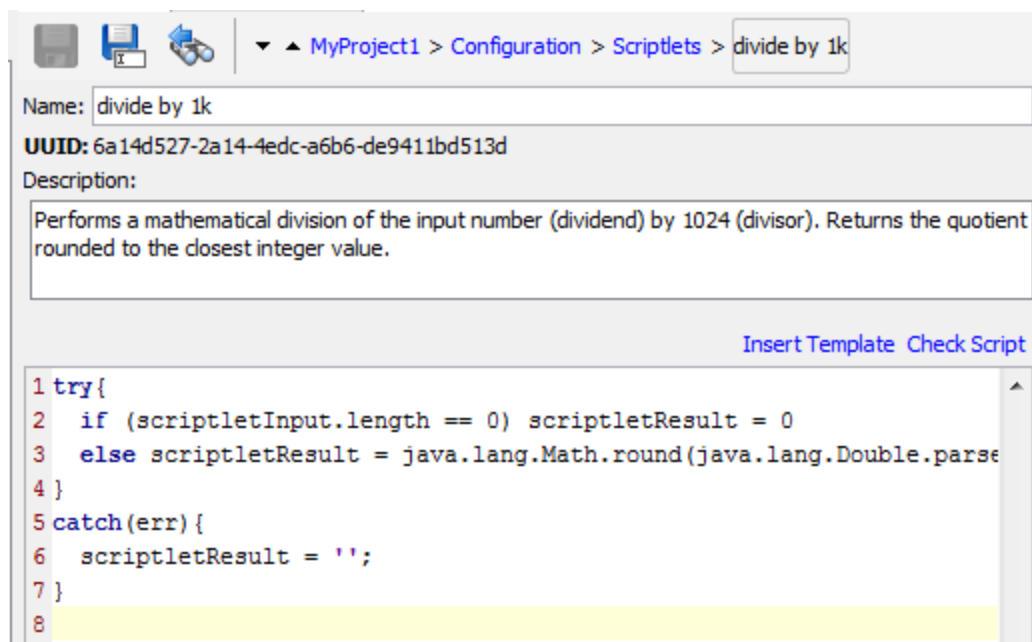 MyProject1 > Configuration > Scriptlets > divide by 1k
Name: divide by 1k
UUID: 6a14d527-2a14-4edc-a6b6-de9411bd513d
Description:
Performs a mathematical division of the input number (dividend) by 1024 (divisor). Returns the quotient
rounded to the closest integer value.
Insert Template Check Script
1 try{
2 if (scriptletInput.length == 0) scriptletResult = 0
3 else scriptletResult = java.lang.Math.round(java.lang.Double.parse
4 }
5 catch(err){
6 scriptletResult = '';
7 }
8